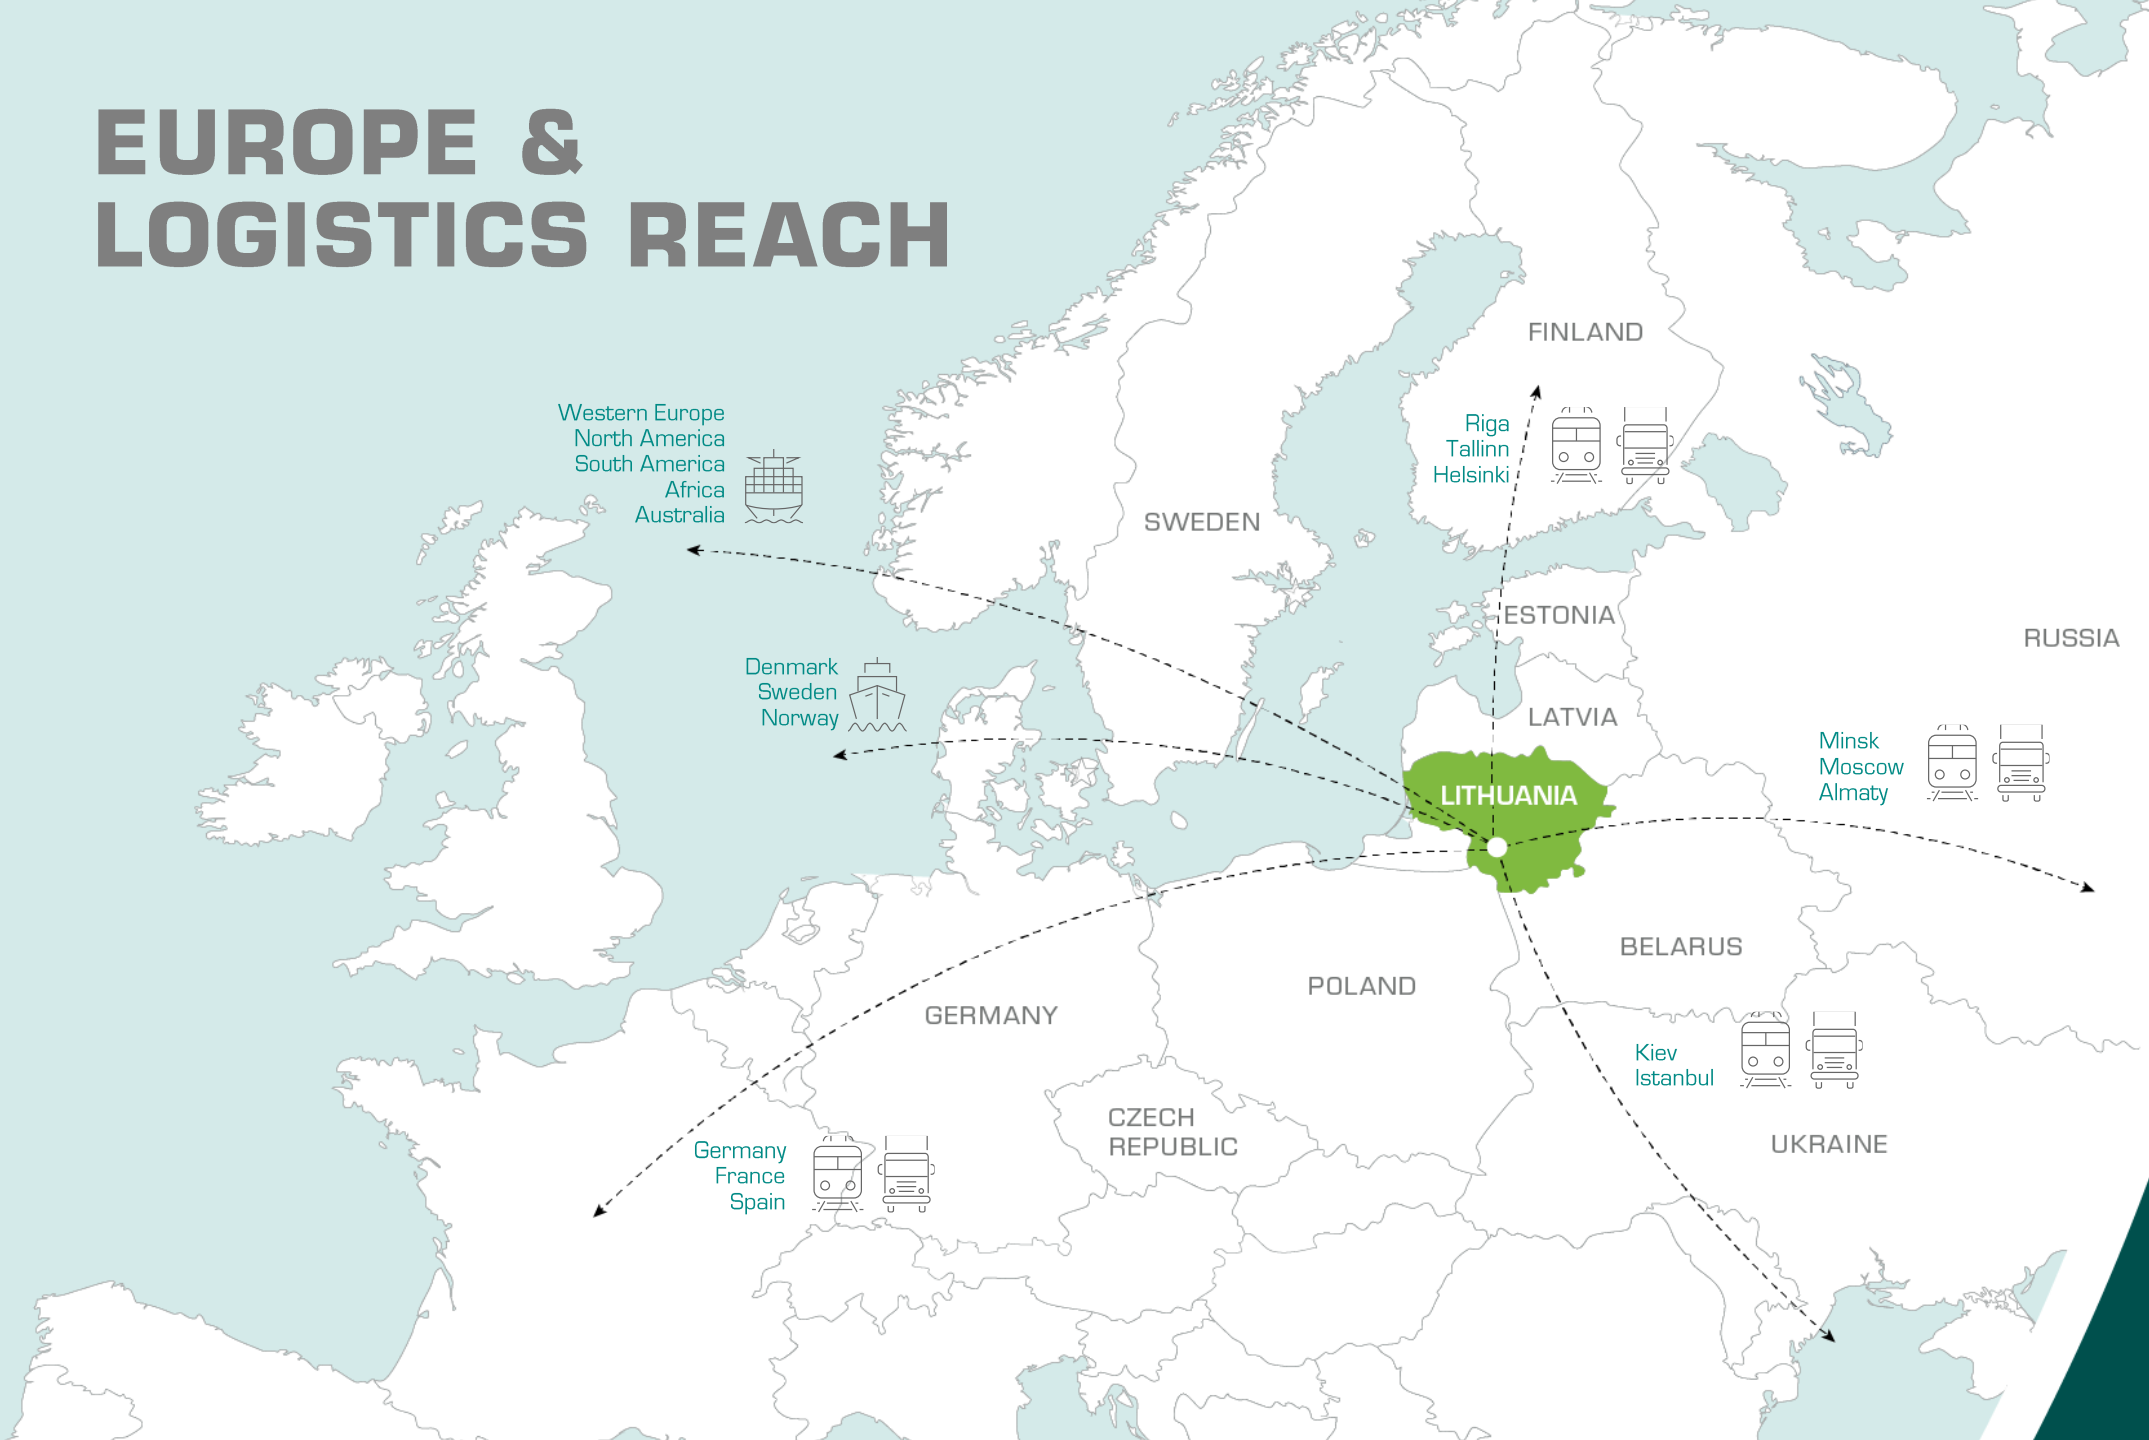 EUROPE &
LOGISTICS REACH
FINLAND
Western Europe
North America
South America
Africa
Australia
Riga
Tallinn
Helsinki
SWEDEN
ESTONIA
RUSSIA
Denmark
Sweden
Norway
LATVIA
Minsk
Moscow
Almaty
LITHUANIA
BELARUS
POLAND
GERMANY
Kiev
Istanbul
CZECH
REPUBLIC
UKRAINE
Germany
France
Spain